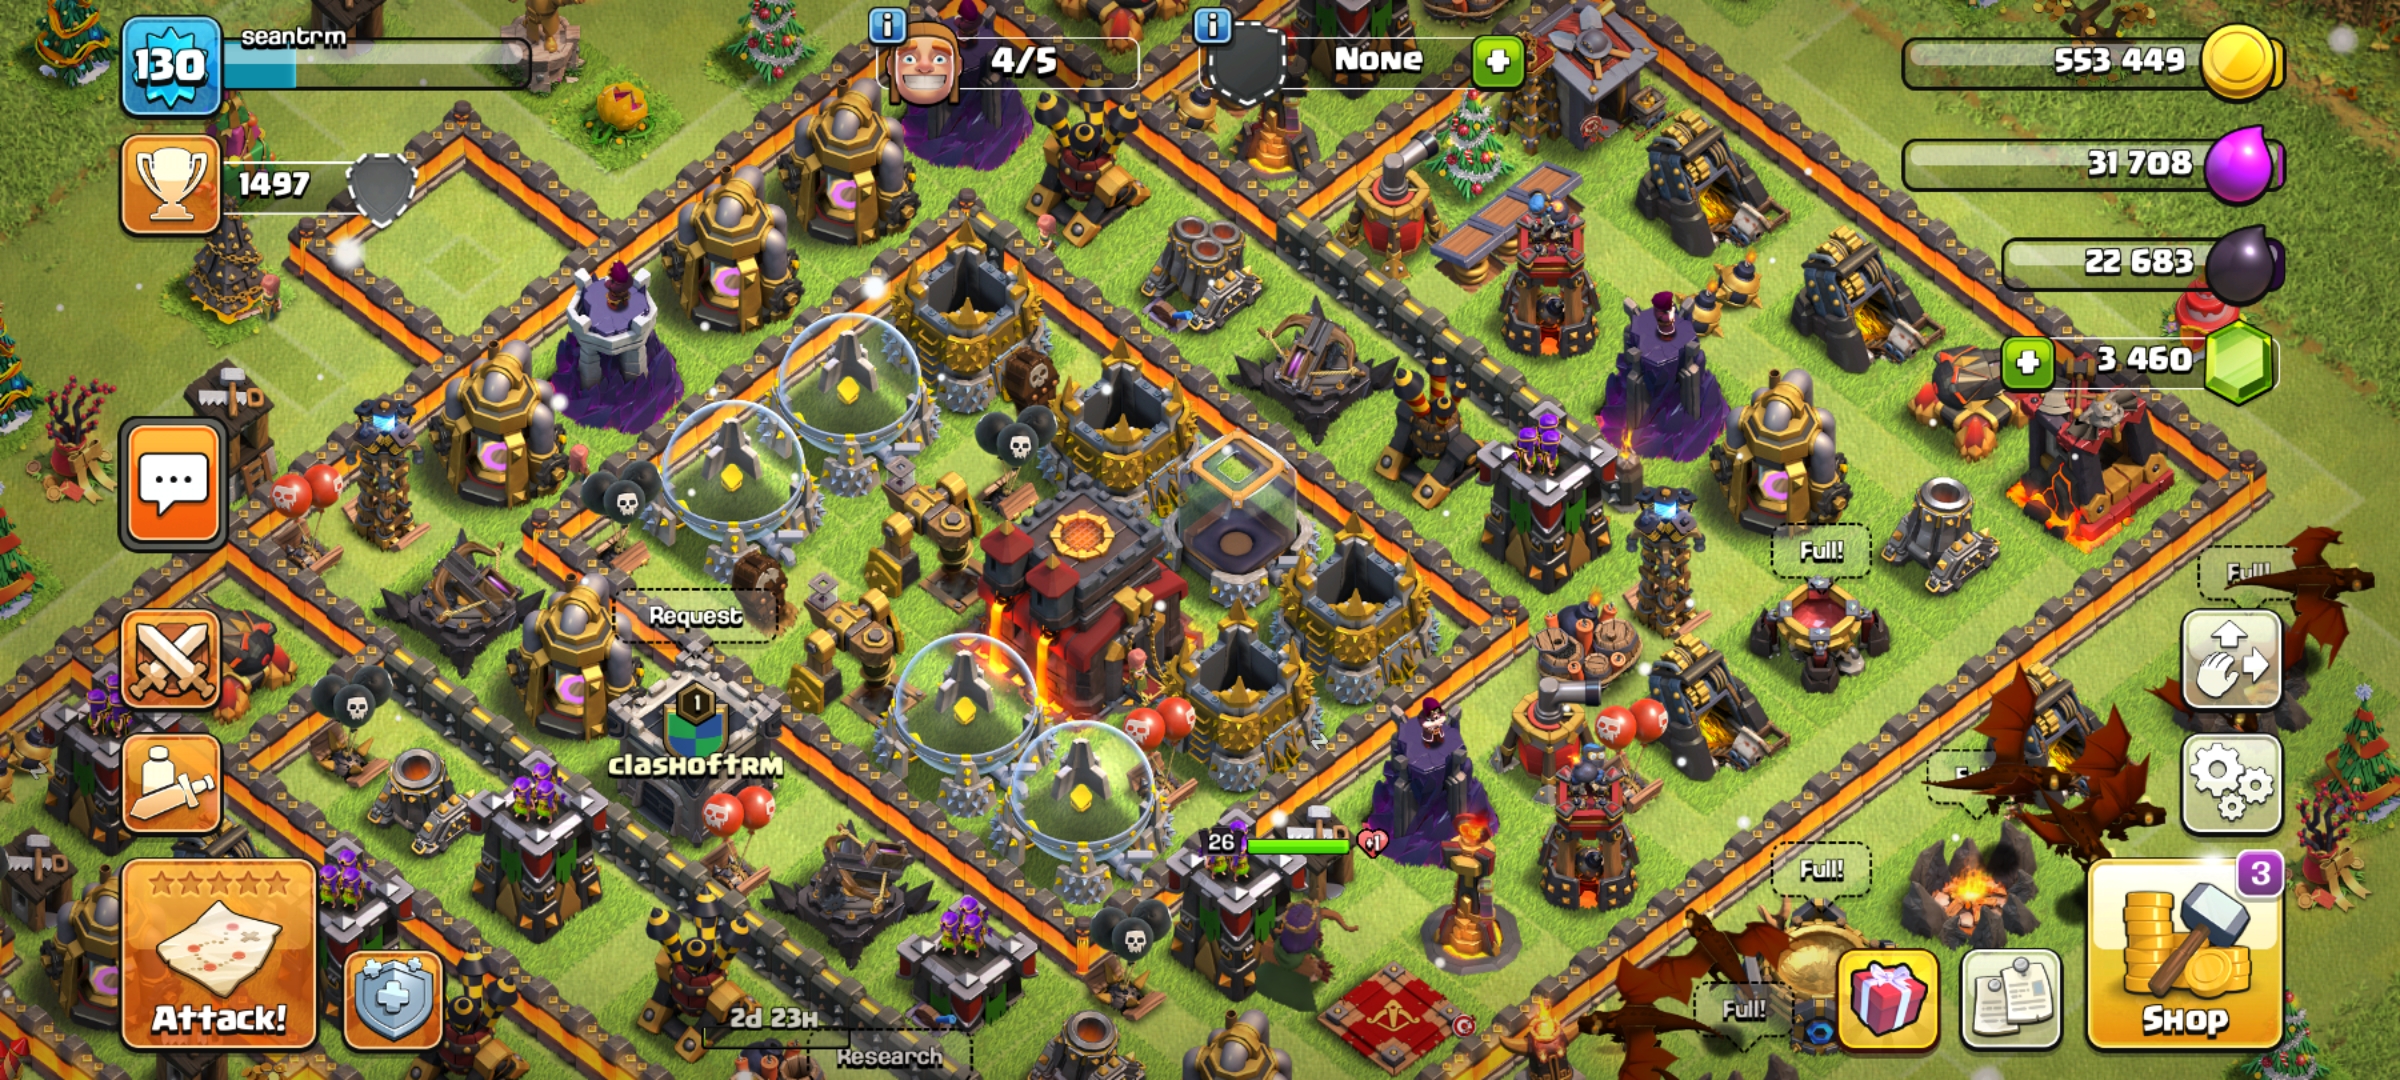 130
seantrm
4/5
None
553 449
1497
31 708
22 683
3 460
Full!
Full!
Request
1
clashoftRM
26
+1
Full!
3
Attack!
2d 23H
Research
Full!
Shop